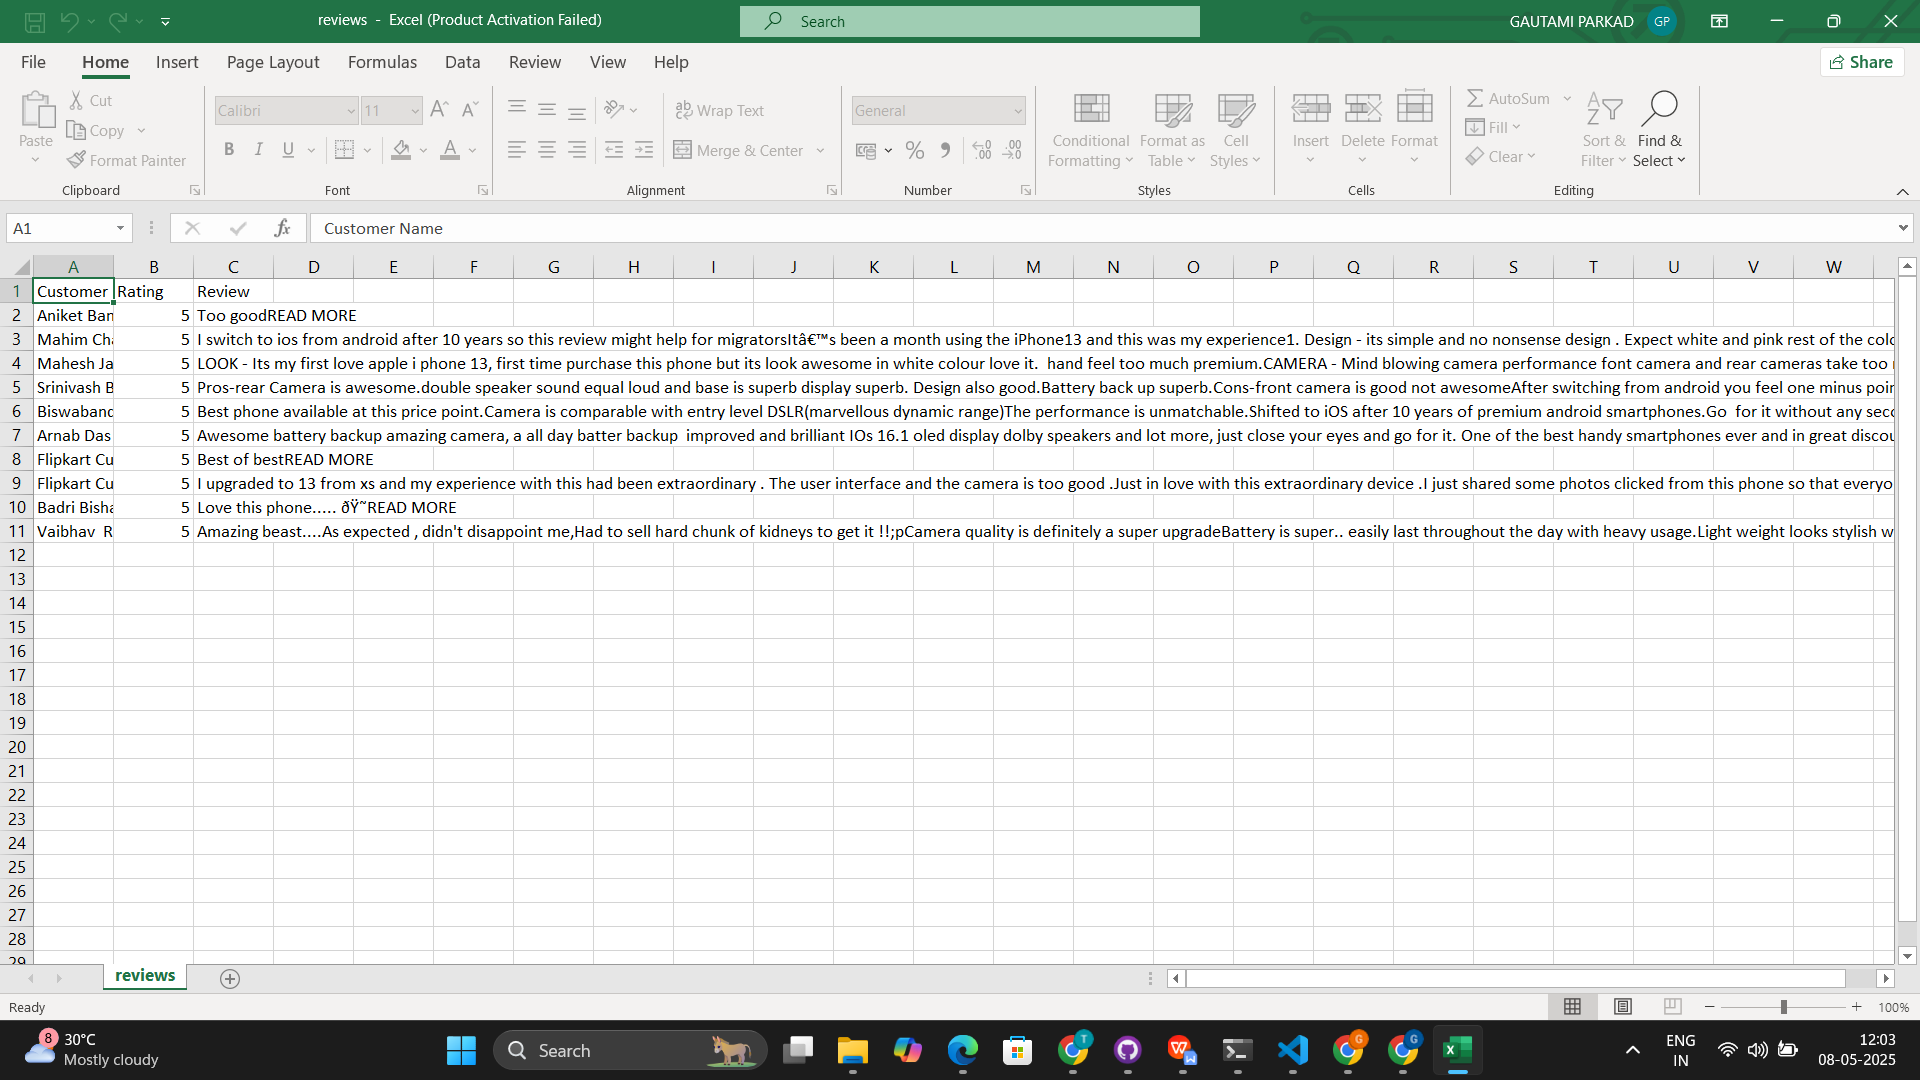 reviews - Excel (Product Activation Failed)
Search
GAUTAMI PARKAD GP
File Home Insert Page Layout Formulas Data Review View Help
Share
Paste
Cut
Copy
Format Painter
Clipboard
Calibri 11
B I U
Font
Wrap Text
Merge & Center
Alignment
General
Number
Conditional Formatting
Format as Table
Cell Styles
Styles
Insert Delete Format
Cells
AutoSum
Fill
Clear
Sort & Filter
Find & Select
Editing
A1 fx Customer Name
A B C D E F G H I J K L M N O P Q R S T U V W
1 Customer Rating Review
2 Aniket Ban 5 Too goodREAD MORE
3 Mahim Cha 5 I switch to ios from android after 10 years so this review might help for migratorsItâ€™s been a month using the iPhone13 and this was my experience1. Design - its simple and no nonsense design . Expect white and pink rest of the colo
4 Mahesh Ja 5 LOOK - Its my first love apple i phone 13, first time purchase this phone but its look awesome in white colour love it.  hand feel too much premium.CAMERA - Mind blowing camera performance font camera and rear cameras take too
5 Srinivash B 5 Pros-rear Camera is awesome.double speaker sound equal loud and base is superb display superb. Design also good.Battery back up superb.Cons-front camera is good not awesomeAfter switching from android you feel one minus poin
6 Biswaband 5 Best phone available at this price point.Camera is comparable with entry level DSLR(marvellous dynamic range)The performance is unmatchable.Shifted to iOS after 10 years of premium android smartphones.Go  for it without any seco
7 Arnab Das 5 Awesome battery backup amazing camera, a all day batter backup  improved and brilliant IOs 16.1 oled display dolby speakers and lot more, just close your eyes and go for it. One of the best handy smartphones ever and in great discou
8 Flipkart Cu 5 Best of bestREAD MORE
9 Flipkart Cu 5 I upgraded to 13 from xs and my experience with this had been extraordinary . The user interface and the camera is too good .Just in love with this extraordinary device .I just shared some photos clicked from this phone so that everyo
10 Badri Bisha 5 Love this phone..... ðŸ˜READ MORE
11 Vaibhav  R 5 Amazing beast....As expected , didn't disappoint me,Had to sell hard chunk of kidneys to get it !!;pCamera quality is definitely a super upgradeBattery is super.. easily last throughout the day with heavy usage.Light weight looks stylish w
12
13
14
15
16
17
18
19
20
21
22
23
24
25
26
27
28
29
reviews
Ready
100%
8 30°C
Mostly cloudy
Search
ENG
IN
12:03
08-05-2025